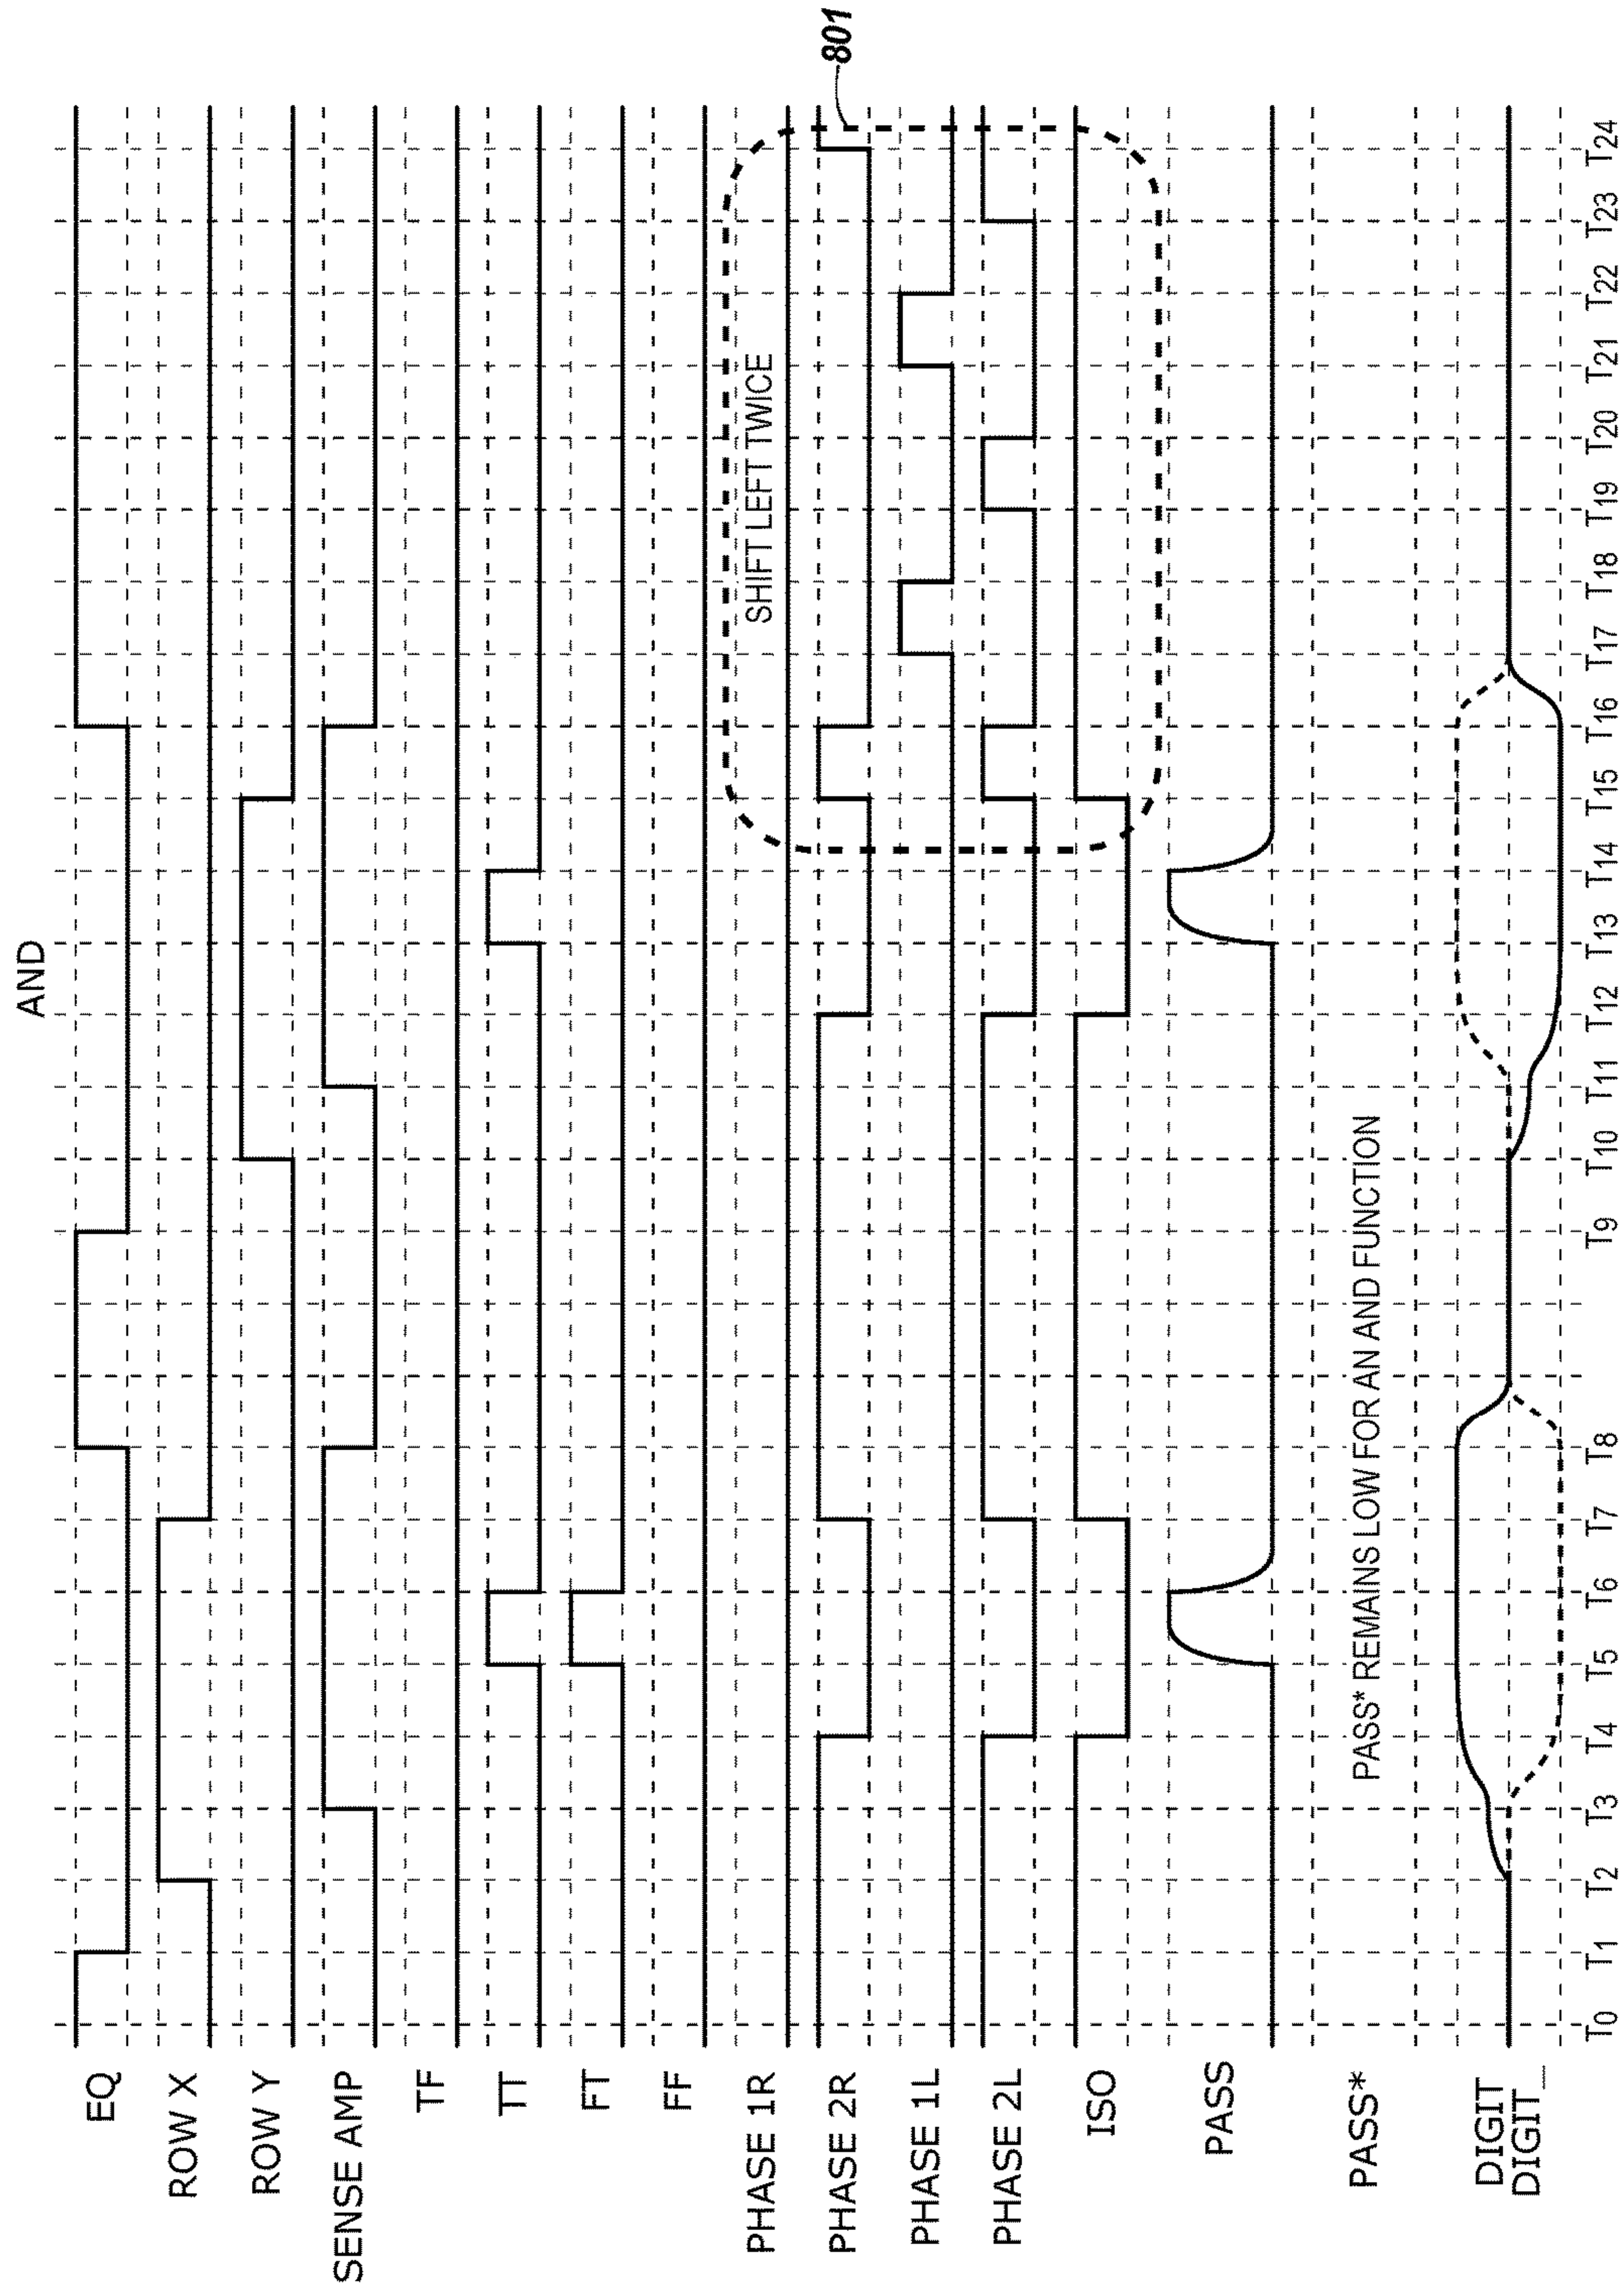 AND
EQ
ROW X
ROW Y
SENSE AMP
TF
TT
FT
FF
PHASE 1R
SHIFT LEFT TWICE
801
PHASE 2R
PHASE 1L
PHASE 2L
ISO
PASS
PASS*
PASS* REMAINS LOW FOR AN AND FUNCTION
DIGIT
DIGIT_
T0 T1 T2 T3 T4 T5 T6 T7 T8 T9 T10 T11 T12 T13 T14 T15 T16 T17 T18 T19 T20 T21 T22 T23 T24